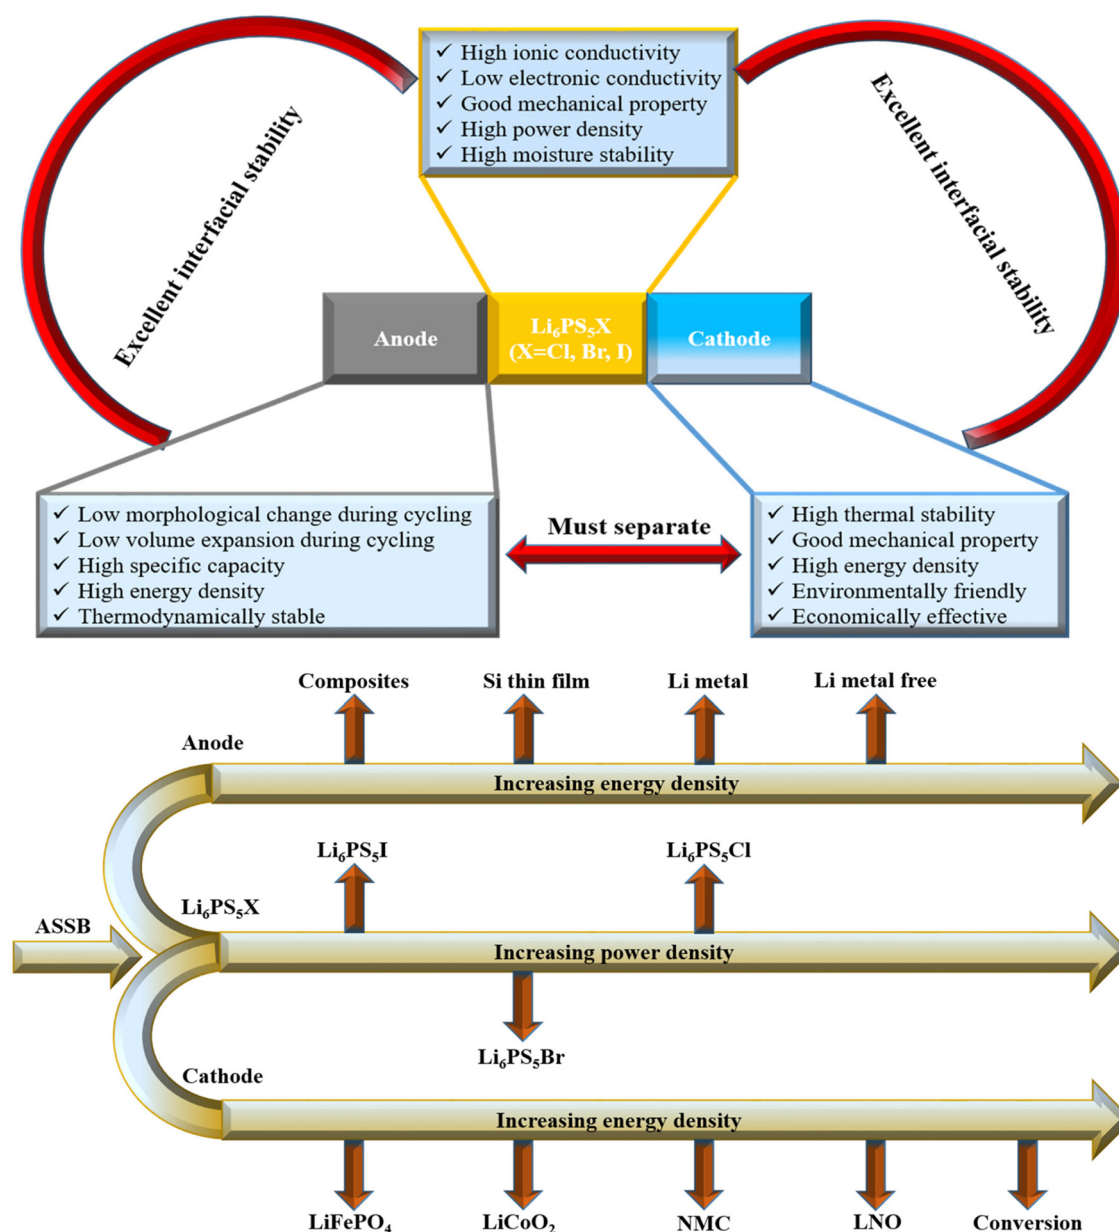 ✓ High ionic conductivity
✓ Low electronic conductivity
✓ Good mechanical property
✓ High power density
✓ High moisture stability
Excellent interfacial stability
Excellent interfacial stability
Anode
Li₆PS₅X
(X=Cl, Br, I)
Cathode
✓ Low morphological change during cycling
✓ Low volume expansion during cycling
✓ High specific capacity
✓ High energy density
✓ Thermodynamically stable
Must separate
✓ High thermal stability
✓ Good mechanical property
✓ High energy density
✓ Environmentally friendly
✓ Economically effective
Composites
Si thin film
Li metal
Li metal free
Anode
Increasing energy density
Li₆PS₅I
Li₆PS₅Cl
Li₆PS₅X
ASSB
Increasing power density
Li₆PS₅Br
Cathode
Increasing energy density
LiFePO₄
LiCoO₂
NMC
LNO
Conversion